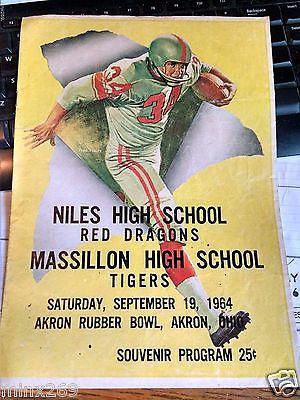 34
34
NILES HIGH SCHOOL
RED DRAGONS
MASSILLON HIGH SCHOOL
TIGERS
SATURDAY, SEPTEMBER 19, 1964
AKRON RUBBER BOWL, AKRON, OHIO
SOUVENIR PROGRAM 25¢
minx269